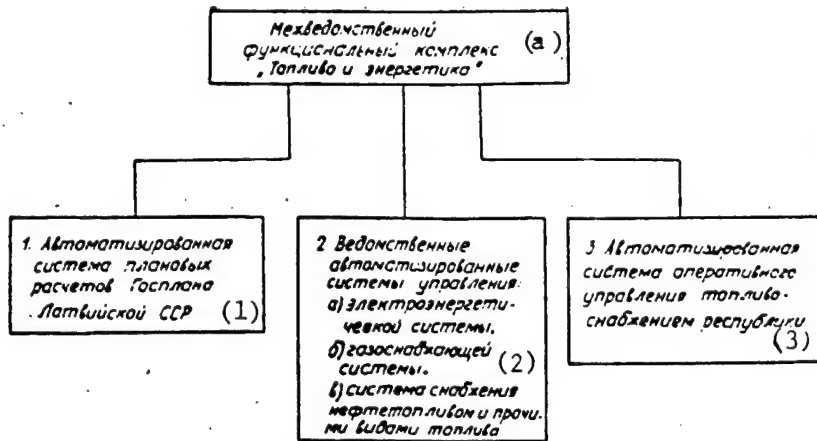 Межведомственный (a)
функциональный комплекс
„Топливо и энергетика"
1. Автоматизированная
система плановых
расчетов Госплана
Латвийской ССР (1)
2 Ведомственные
автоматизированные
системы управления:
а) электроэнергети-
ческой системы.
б) газоснабжающей (2)
системы.
в) система снабжения
нефтетопливом и прочи-
ми видами топлива
3 Автоматизированная
система оперативного
управления топливо-
снабжением республики
(3)